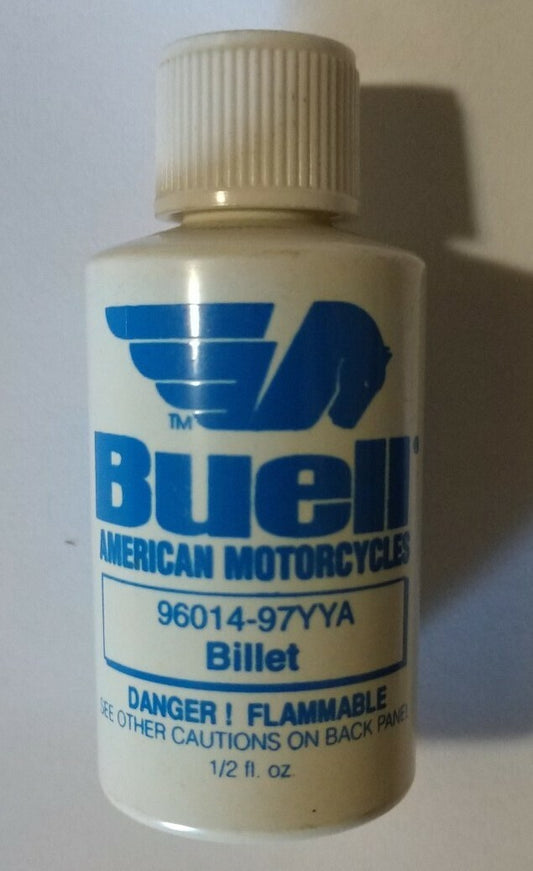 TM
Buell®
AMERICAN MOTORCYCLES
96014-97YYA
Billet
DANGER ! FLAMMABLE
SEE OTHER CAUTIONS ON BACK PANEL
1/2 fl. oz.